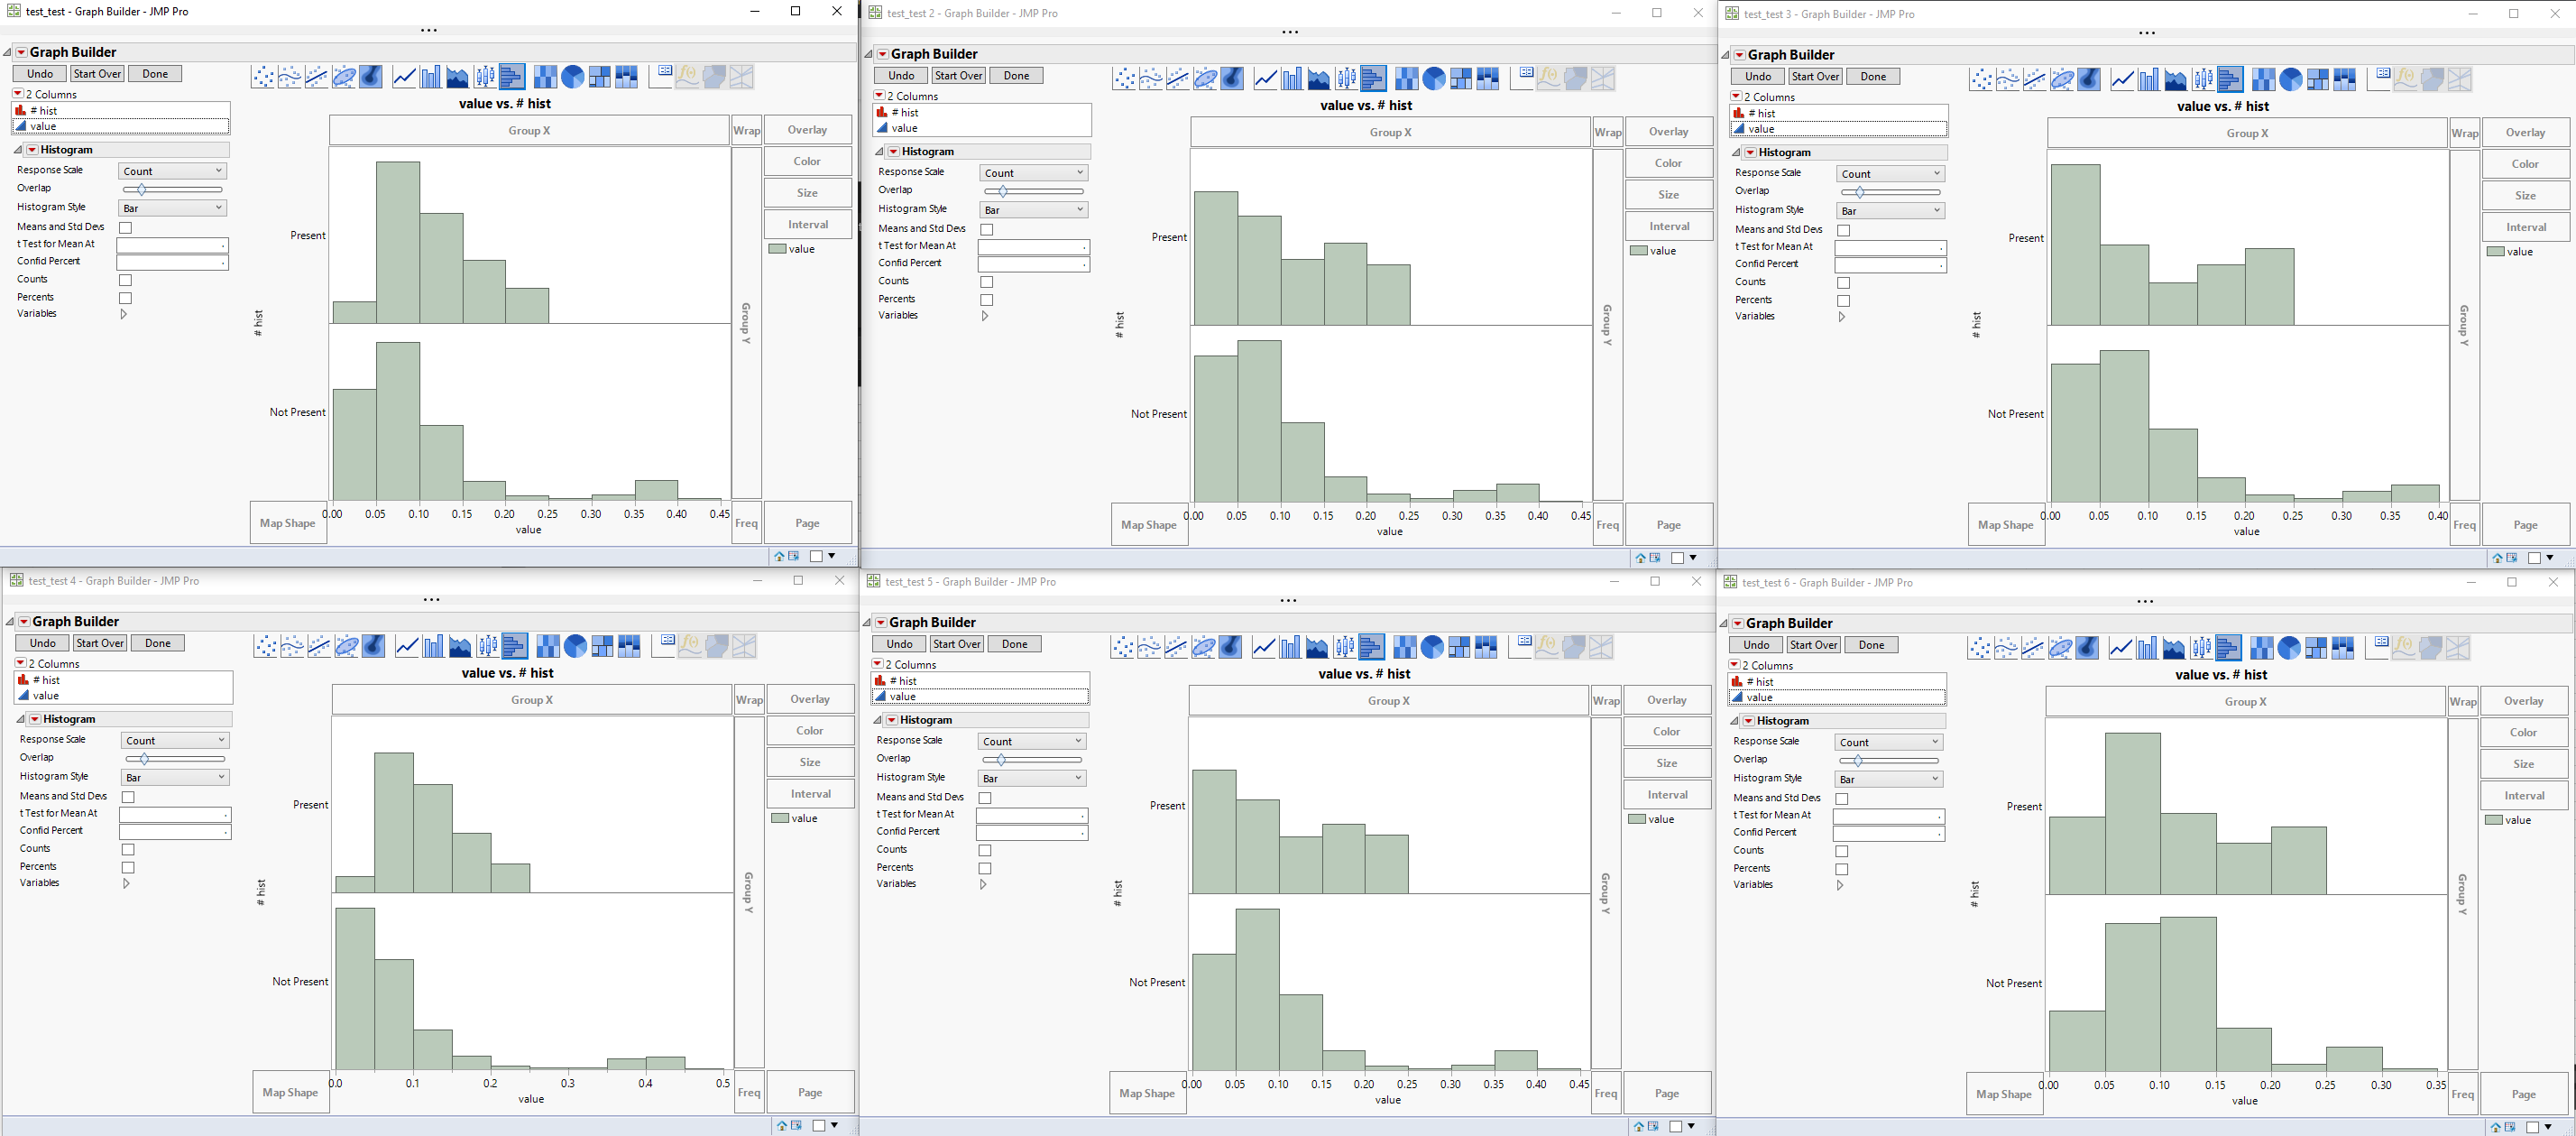 test_test - Graph Builder - JMP Pro
Graph Builder
Undo Start Over Done
2 Columns
# hist
value
Histogram
Response Scale Count
Overlap
Histogram Style Bar
Means and Std Devs
t Test for Mean At .
Confid Percent .
Counts
Percents
Variables
value vs. # hist
Group X
Wrap
Overlay
Color
Size
Interval
value
Present
# hist
Not Present
Group Y
Map Shape
0.00 0.05 0.10 0.15 0.20 0.25 0.30 0.35 0.40 0.45
value
Freq
Page
test_test 2 - Graph Builder - JMP Pro
Graph Builder
Undo Start Over Done
2 Columns
# hist
value
Histogram
Response Scale Count
Overlap
Histogram Style Bar
Means and Std Devs
t Test for Mean At .
Confid Percent .
Counts
Percents
Variables
value vs. # hist
Group X
Wrap
Overlay
Color
Size
Interval
value
Present
# hist
Not Present
Group Y
Map Shape
0.00 0.05 0.10 0.15 0.20 0.25 0.30 0.35 0.40 0.45
value
Freq
Page
test_test 3 - Graph Builder - JMP Pro
Graph Builder
Undo Start Over Done
2 Columns
# hist
value
Histogram
Response Scale Count
Overlap
Histogram Style Bar
Means and Std Devs
t Test for Mean At .
Confid Percent .
Counts
Percents
Variables
value vs. # hist
Group X
Wrap
Overlay
Color
Size
Interval
value
Present
# hist
Not Present
Group Y
Map Shape
0.00 0.05 0.10 0.15 0.20 0.25 0.30 0.35 0.40
value
Freq
Page
test_test 4 - Graph Builder - JMP Pro
Graph Builder
Undo Start Over Done
2 Columns
# hist
value
Histogram
Response Scale Count
Overlap
Histogram Style Bar
Means and Std Devs
t Test for Mean At .
Confid Percent .
Counts
Percents
Variables
value vs. # hist
Group X
Wrap
Overlay
Color
Size
Interval
value
Present
# hist
Not Present
Group Y
Map Shape
0.0 0.1 0.2 0.3 0.4 0.5
value
Freq
Page
test_test 5 - Graph Builder - JMP Pro
Graph Builder
Undo Start Over Done
2 Columns
# hist
value
Histogram
Response Scale Count
Overlap
Histogram Style Bar
Means and Std Devs
t Test for Mean At .
Confid Percent .
Counts
Percents
Variables
value vs. # hist
Group X
Wrap
Overlay
Color
Size
Interval
value
Present
# hist
Not Present
Group Y
Map Shape
0.00 0.05 0.10 0.15 0.20 0.25 0.30 0.35 0.40 0.45
value
Freq
Page
test_test 6 - Graph Builder - JMP Pro
Graph Builder
Undo Start Over Done
2 Columns
# hist
value
Histogram
Response Scale Count
Overlap
Histogram Style Bar
Means and Std Devs
t Test for Mean At .
Confid Percent .
Counts
Percents
Variables
value vs. # hist
Group X
Wrap
Overlay
Color
Size
Interval
value
Present
# hist
Not Present
Group Y
Map Shape
0.00 0.05 0.10 0.15 0.20 0.25 0.30 0.35
value
Freq
Page